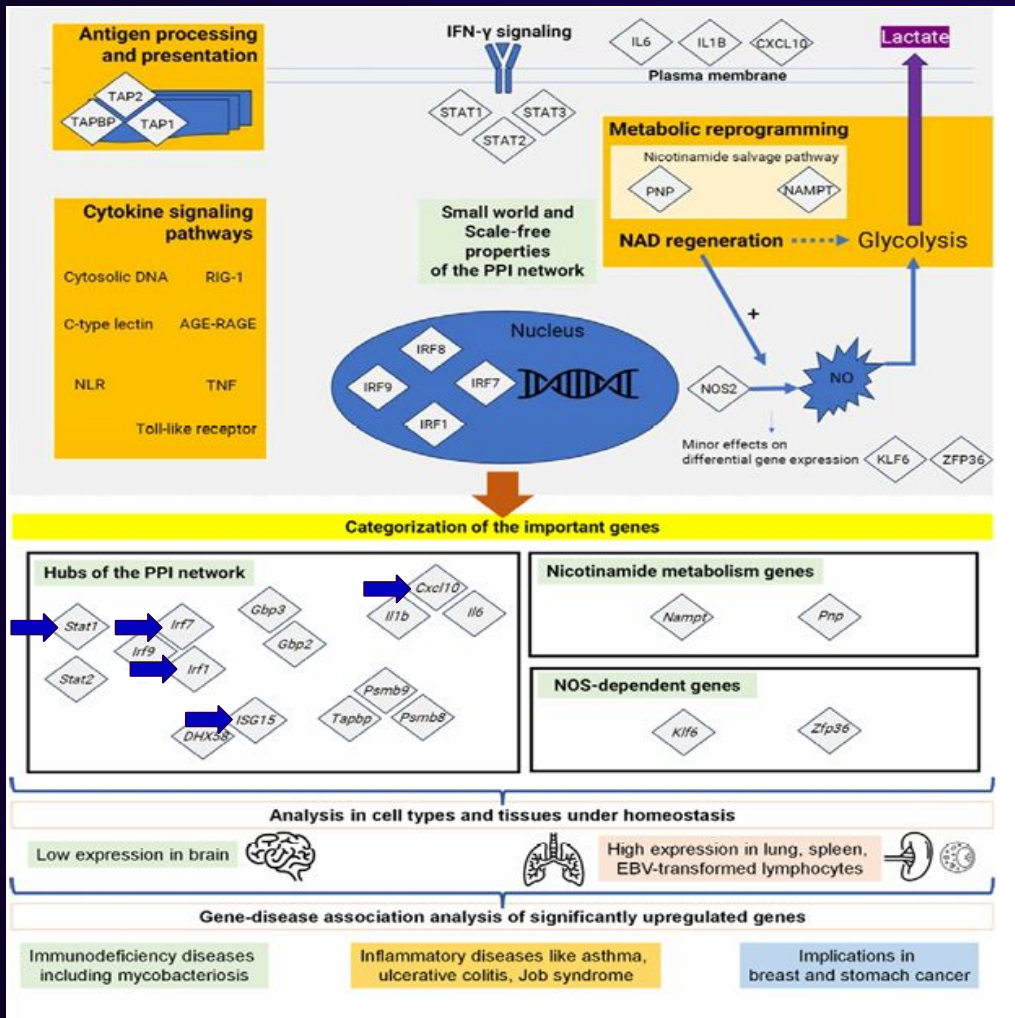 Antigen processing
and presentation
TAP2
TAPBP
TAP1
IFN-γ signaling
IL6
IL1B
CXCL10
Plasma membrane
STAT1
STAT3
STAT2
Lactate
Metabolic reprogramming
Nicotinamide salvage pathway
PNP
NAMPT
NAD regeneration
Glycolysis
Cytokine signaling
pathways
Cytosolic DNA
RIG-1
C-type lectin
AGE-RAGE
NLR
TNF
Toll-like receptor
Small world and
Scale-free
properties
of the PPI network
Nucleus
IRF8
IRF9
IRF7
IRF1
+
NOS2
NO
Minor effects on
differential gene expression
KLF6
ZFP36
Categorization of the important genes
Hubs of the PPI network
Stat1
Irf7
Irf9
Irf1
Stat2
Gbp3
Gbp2
Cxcl10
Il1b
Il6
ISG15
DHX58
Psmb9
Tapbp
Psmb8
Nicotinamide metabolism genes
Nampt
Pnp
NOS-dependent genes
Klf6
Zfp36
Analysis in cell types and tissues under homeostasis
Low expression in brain
High expression in lung, spleen,
EBV-transformed lymphocytes
Gene-disease association analysis of significantly upregulated genes
Immunodeficiency diseases
including mycobacteriosis
Inflammatory diseases like asthma,
ulcerative colitis, Job syndrome
Implications in
breast and stomach cancer